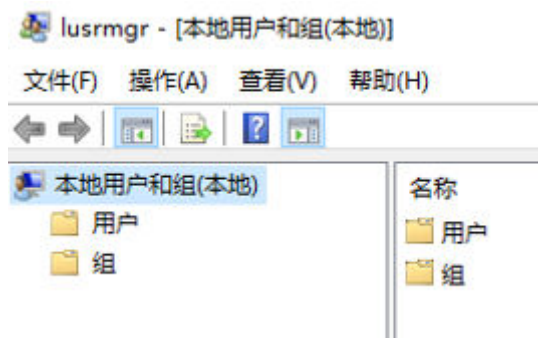 lusrmgr - [本地用户和组(本地)]
文件(F) 操作(A) 查看(V) 帮助(H)
本地用户和组(本地)
用户
组
名称
用户
组